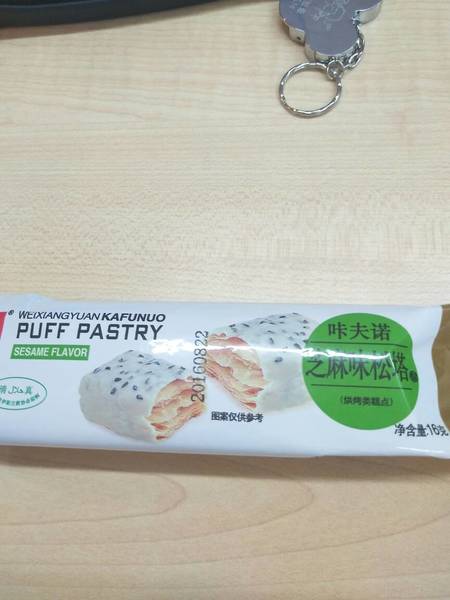 WEIXIANGYUAN KAFUNUO
PUFF PASTRY
SESAME FLAVOR
20160822
图案仅供参考
咔夫诺
芝麻味松塔
(烘烤类糕点)
净含量:16克